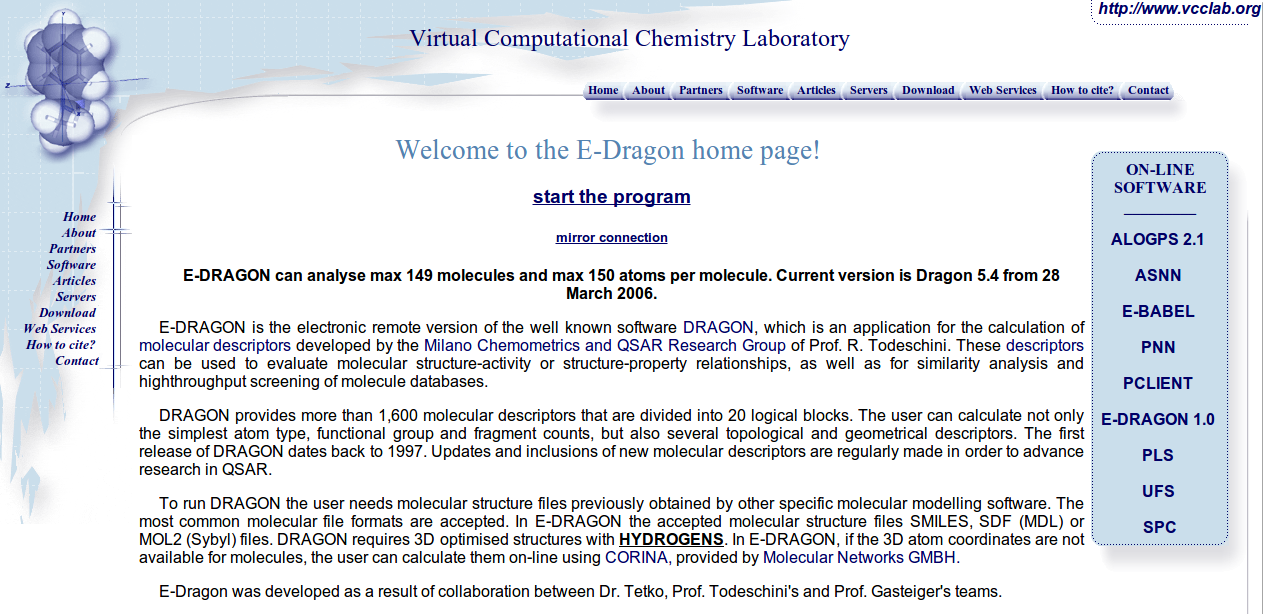 http://www.vcclab.org
Virtual Computational Chemistry Laboratory
Home About Partners Software Articles Servers Download Web Services How to cite? Contact
Z
Y
X
Home
About
Partners
Software
Articles
Servers
Download
Web Services
How to cite?
Contact
Welcome to the E-Dragon home page!
start the program
mirror connection
E-DRAGON can analyse max 149 molecules and max 150 atoms per molecule. Current version is Dragon 5.4 from 28
March 2006.
E-DRAGON is the electronic remote version of the well known software DRAGON, which is an application for the calculation of
molecular descriptors developed by the Milano Chemometrics and QSAR Research Group of Prof. R. Todeschini. These descriptors
can be used to evaluate molecular structure-activity or structure-property relationships, as well as for similarity analysis and
highthroughput screening of molecule databases.
DRAGON provides more than 1,600 molecular descriptors that are divided into 20 logical blocks. The user can calculate not only
the simplest atom type, functional group and fragment counts, but also several topological and geometrical descriptors. The first
release of DRAGON dates back to 1997. Updates and inclusions of new molecular descriptors are regularly made in order to advance
research in QSAR.
To run DRAGON the user needs molecular structure files previously obtained by other specific molecular modelling software. The
most common molecular file formats are accepted. In E-DRAGON the accepted molecular structure files SMILES, SDF (MDL) or
MOL2 (Sybyl) files. DRAGON requires 3D optimised structures with HYDROGENS. In E-DRAGON, if the 3D atom coordinates are not
available for molecules, the user can calculate them on-line using CORINA, provided by Molecular Networks GMBH.
E-Dragon was developed as a result of collaboration between Dr. Tetko, Prof. Todeschini's and Prof. Gasteiger's teams.
ON-LINE
SOFTWARE
ALOGPS 2.1
ASNN
E-BABEL
PNN
PCLIENT
E-DRAGON 1.0
PLS
UFS
SPC